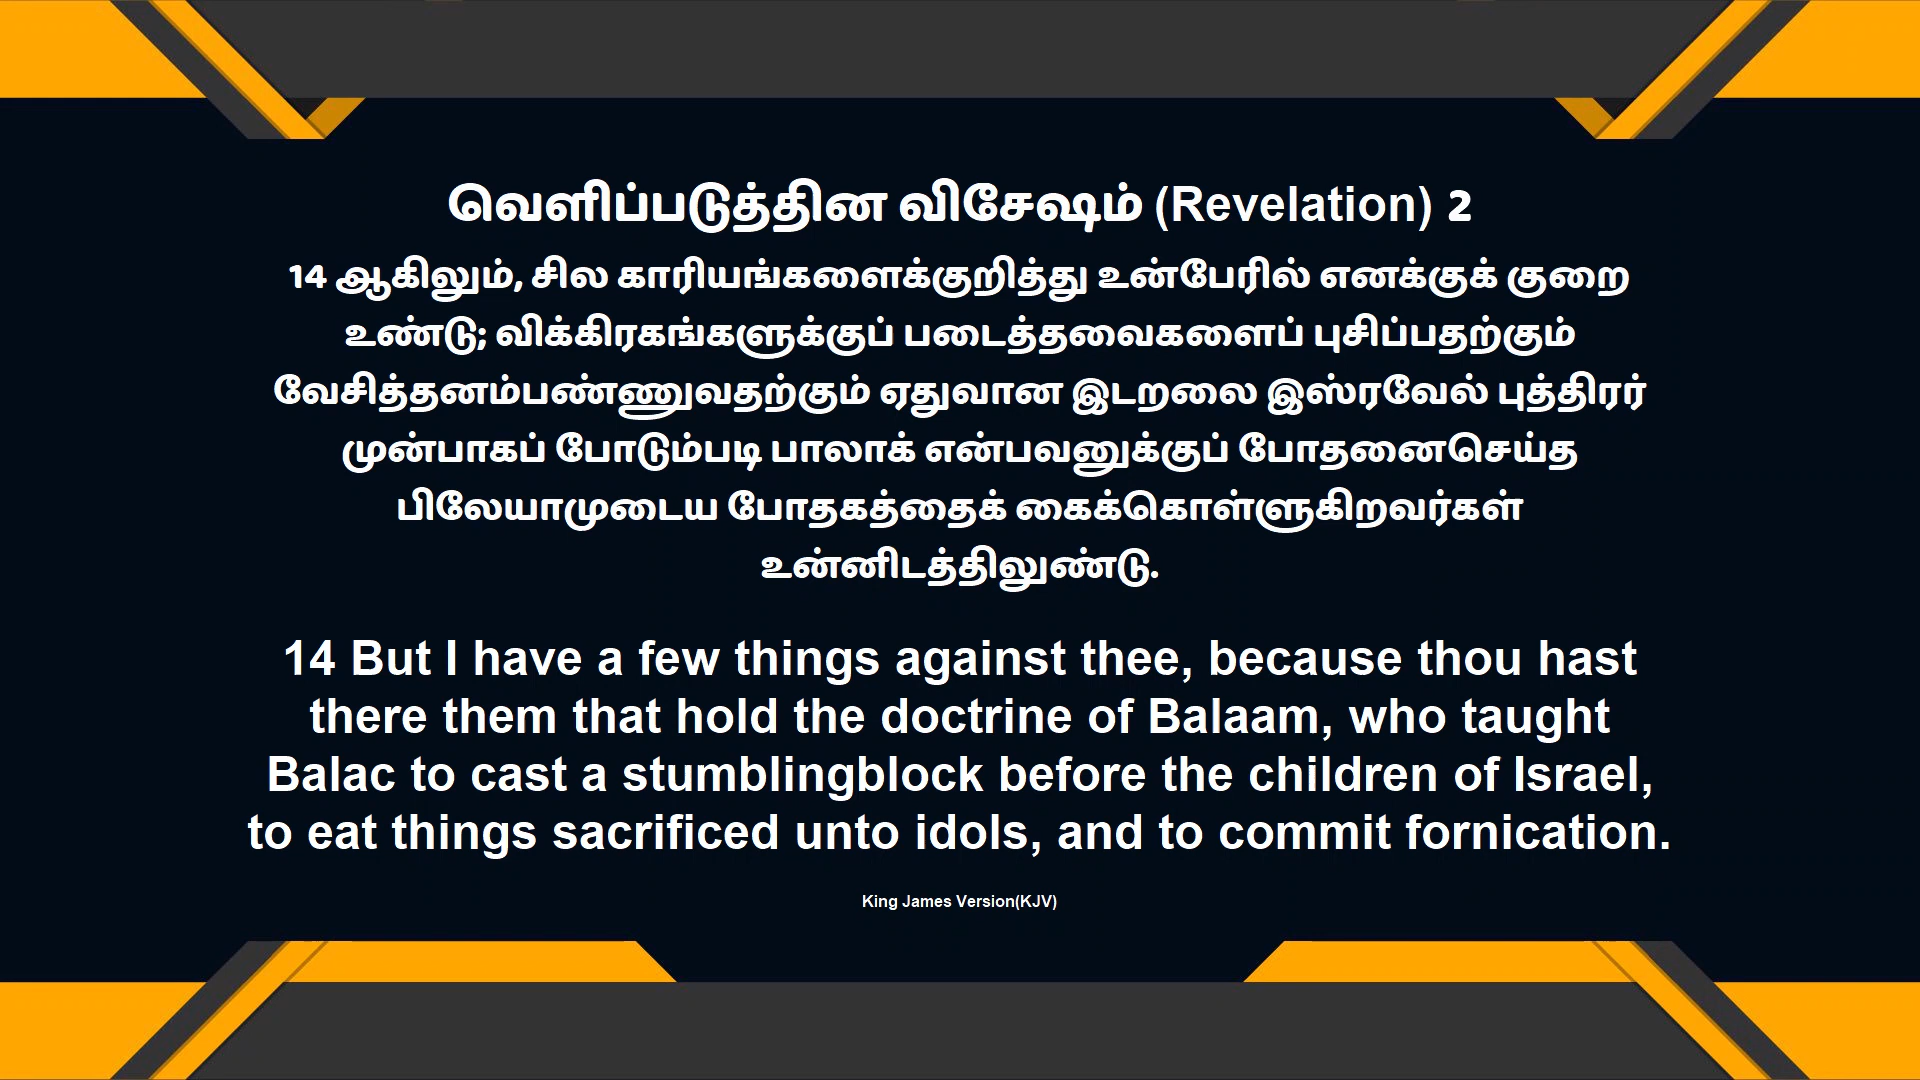 வெளிப்படுத்தின விசேஷம் (Revelation) 2
14 ஆகிலும், சில காரியங்களைக்குறித்து உன்பேரில் எனக்குக் குறை
உண்டு; விக்கிரகங்களுக்குப் படைத்தவைகளைப் புசிப்பதற்கும்
வேசித்தனம்பண்ணுவதற்கும் ஏதுவான இடறலை இஸ்ரவேல் புத்திரர்
முன்பாகப் போடும்படி பாலாக் என்பவனுக்குப் போதனைசெய்த
பிலேயாமுடைய போதகத்தைக் கைக்கொள்ளுகிறவர்கள்
உன்னிடத்திலுண்டு.
14 But I have a few things against thee, because thou hast
there them that hold the doctrine of Balaam, who taught
Balac to cast a stumblingblock before the children of Israel,
to eat things sacrificed unto idols, and to commit fornication.
King James Version(KJV)